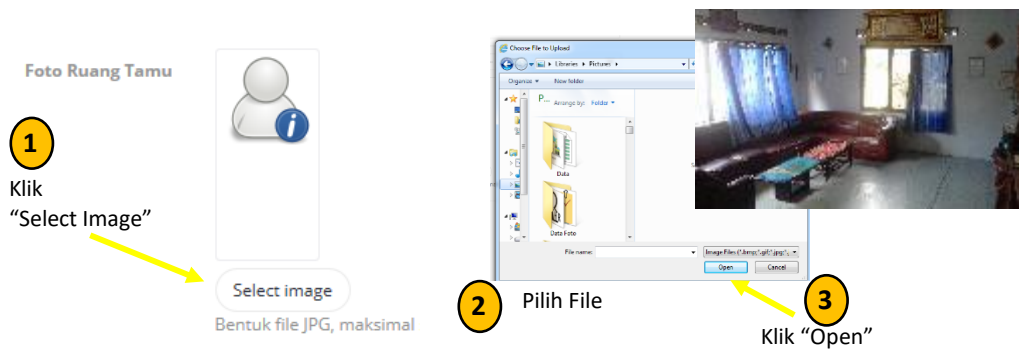 Foto Ruang Tamu
1
Klik
“Select Image”
Select image
Bentuk file JPG, maksimal
Choose File to Upload
Libraries
Pictures
Organize
New folder
P...
Arrange by: Folder
Data
Data Foto
File name:
Image Files (*.bmp;*.gif;*.jpg;*.
Open
Cancel
2
Pilih File
3
Klik “Open”